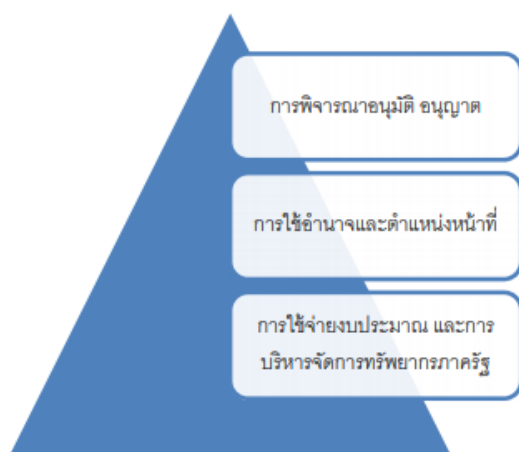 การพิจารณาอนุมัติ อนุญาต
การใช้อำนาจและตำแหน่งหน้าที่
การใช้จ่ายงบประมาณ และการ
บริหารจัดการทรัพยากรภาครัฐ